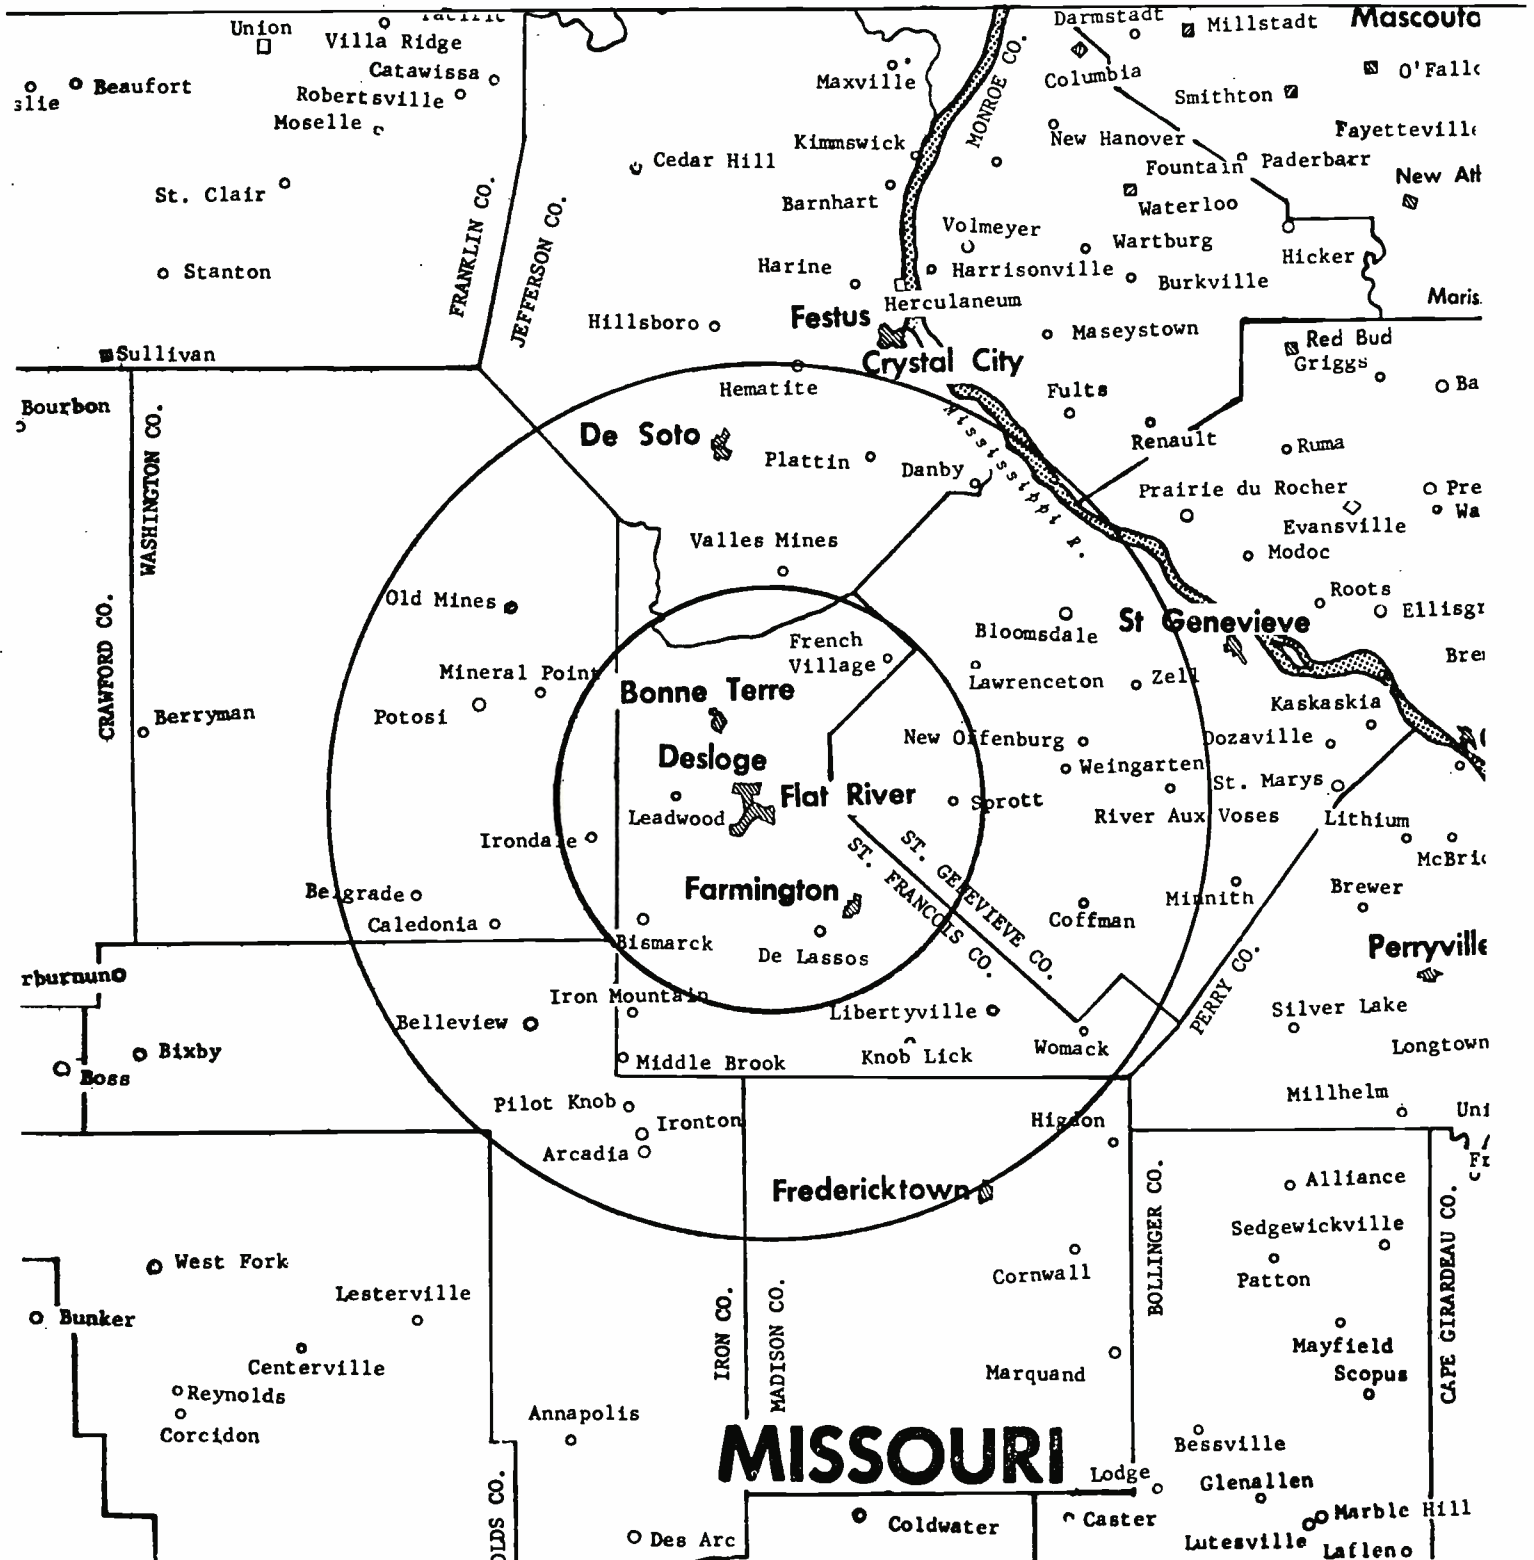 Union
Villa Ridge
Catawissa
Robertsville
Moselle
Beaufort
St. Clair
Stanton
Sullivan
Bourbon
FRANKLIN CO.
JEFFERSON CO.
Cedar Hill
Maxville
Kimmswick
Barnhart
Harine
Hillsboro
Festus
Crystal City
Herculaneum
MONROE CO.
Darmstadt
Millstadt
Mascouta
Columbia
O'Fall
Smithton
New Hanover
Fayetteville
Fountain
Paderbarr
New Ath
Waterloo
Volmeyer
Wartburg
Hicker
Harrisonville
Burkville
Maris.
Maseystown
Red Bud
Griggs
Ba
Fults
Renault
Ruma
Prairie du Rocher
Pre
Wa
Evansville
Modoc
Roots
Ellisgr
Bre
Hematite
De Soto
Plattin
Danby
Mississippi R.
Valles Mines
WASHINGTON CO.
CRAWFORD CO.
Old Mines
Mineral Point
Potosi
Berryman
French
Village
Bonne Terre
Desloge
Flat River
Leadwood
Irondale
Farmington
Bloomsdale
St Genevieve
Lawrenceton
Zell
Kaskaskia
New Offenburg
Dozaville
Weingarten
St. Marys
Sprott
River Aux Voses
Lithium
McBri
ST. GENEVIEVE CO.
ST. FRANCOIS CO.
Minnith
Brewer
Coffman
Perryville
Belgrade
Caledonia
Bismarck
De Lassos
Iron Mountain
Belleview
Libertyville
Knob Lick
Womack
PERRY CO.
Silver Lake
Longtown
Middle Brook
rburnun
Bixby
Boss
Pilot Knob
Ironton
Arcadia
Higdon
Millhelm
Uni
Fr
Fredericktown
Alliance
Sedgewickville
Patton
BOLLINGER CO.
CAPE GIRARDEAU CO.
West Fork
Lesterville
Bunker
Centerville
Reynolds
Corcidon
Annapolis
IRON CO.
MADISON CO.
Cornwall
Marquand
Mayfield
Scopus
MISSOURI
Bessville
Lodge
Glenallen
OLDS CO.
Des Arc
Coldwater
Caster
Marble Hill
Lutesville
Lafleno